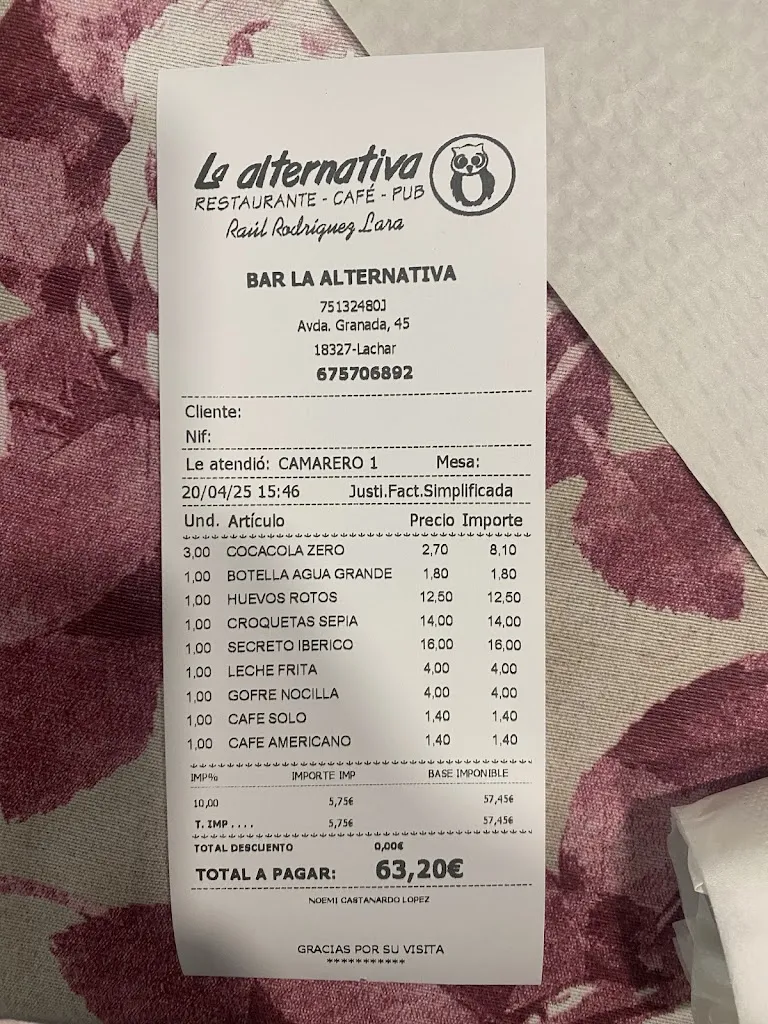 La alternativa
RESTAURANTE - CAFÉ - PUB
Raúl Rodríguez Lara
BAR LA ALTERNATIVA
75132480J
Avda. Granada, 45
18327-Lachar
675706892
Cliente:
Nif:
Le atendió: CAMARERO 1 Mesa:
20/04/25 15:46 Justi.Fact.Simplificada
Und. Artículo Precio Importe
3,00 COCACOLA ZERO 2,70 8,10
1,00 BOTELLA AGUA GRANDE 1,80 1,80
1,00 HUEVOS ROTOS 12,50 12,50
1,00 CROQUETAS SEPIA 14,00 14,00
1,00 SECRETO IBERICO 16,00 16,00
1,00 LECHE FRITA 4,00 4,00
1,00 GOFRE NOCILLA 4,00 4,00
1,00 CAFE SOLO 1,40 1,40
1,00 CAFE AMERICANO 1,40 1,40
IMP% IMPORTE IMP BASE IMPONIBLE
10,00 5,75€ 57,45€
T. IMP .... 5,75€ 57,45€
TOTAL DESCUENTO 0,00€
TOTAL A PAGAR: 63,20€
NOEMI CASTANARDO LOPEZ
GRACIAS POR SU VISITA
***********